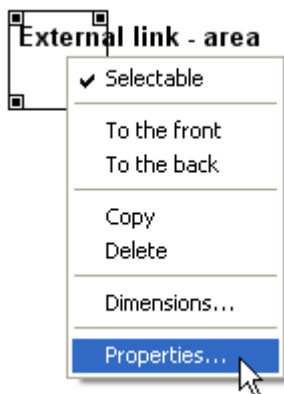 External link - area
Selectable
To the front
To the back
Copy
Delete
Dimensions...
Properties...